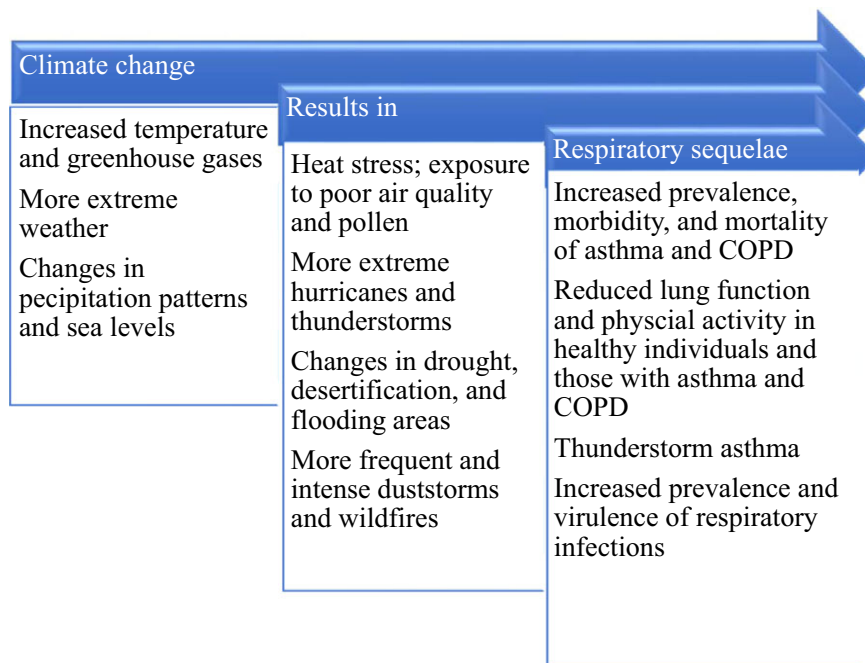 Climate change
Increased temperature
and greenhouse gases
More extreme
weather
Changes in
pecipitation patterns
and sea levels
Results in
Heat stress; exposure
to poor air quality
and pollen
More extreme
hurricanes and
thunderstorms
Changes in drought,
desertification, and
flooding areas
More frequent and
intense duststorms
and wildfires
Respiratory sequelae
Increased prevalence,
morbidity, and mortality
of asthma and COPD
Reduced lung function
and physcial activity in
healthy individuals and
those with asthma and
COPD
Thunderstorm asthma
Increased prevalence and
virulence of respiratory
infections